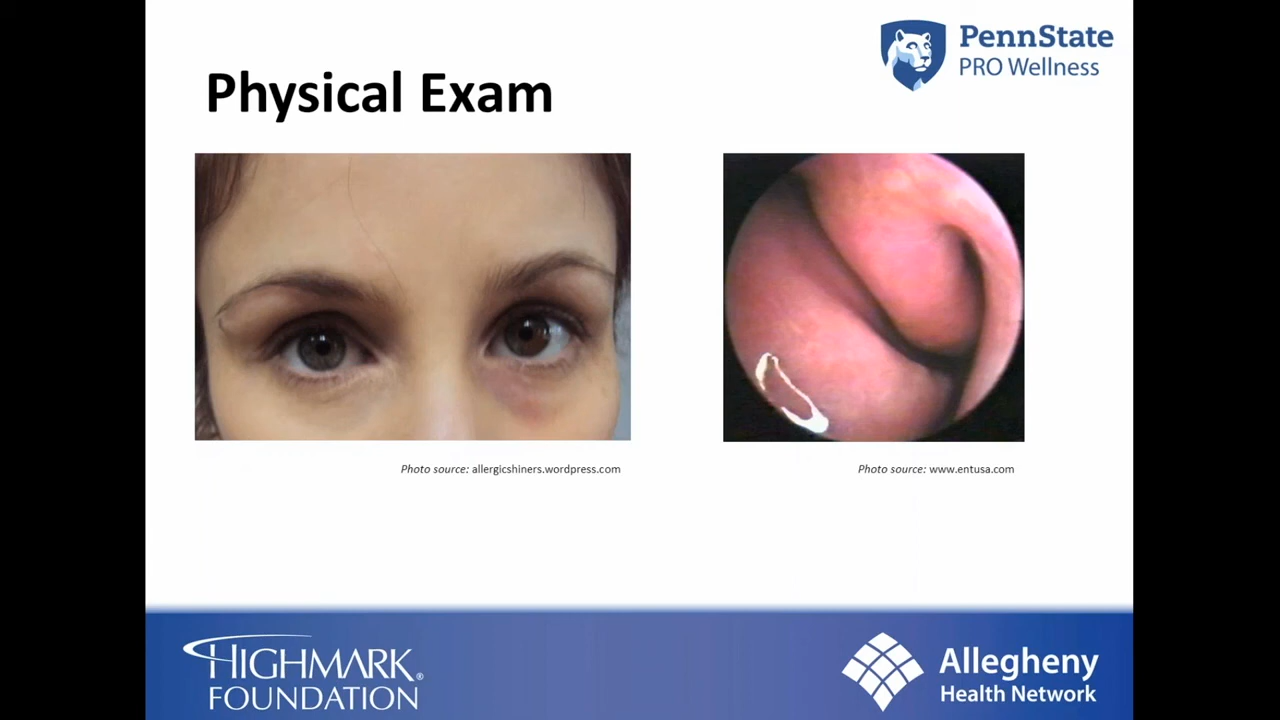 PennState
PRO Wellness
Physical Exam
Photo source: allergicshiners.wordpress.com
Photo source: www.entusa.com
HIGHMARK®
FOUNDATION
Allegheny
Health Network